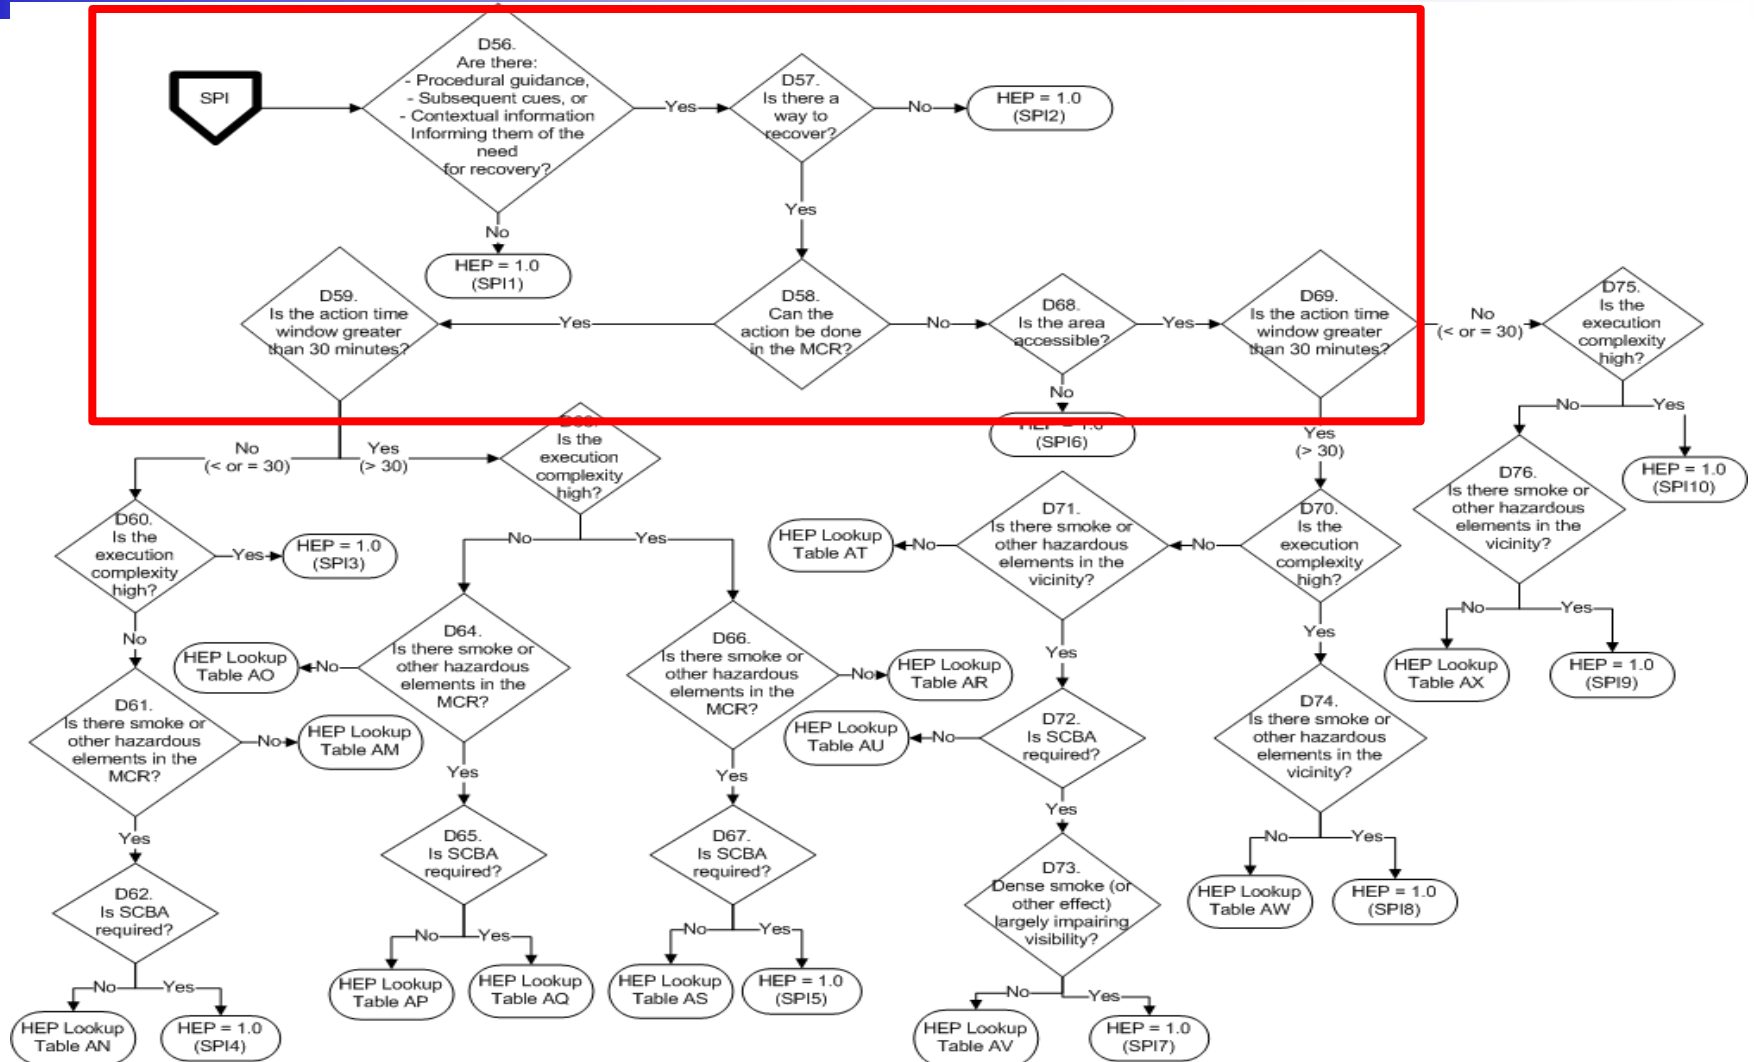 SPI
D56.
Are there:
- Procedural guidance,
- Subsequent cues, or
- Contextual information
Informing them of the
need
for recovery?
Yes
D57.
Is there a
way to
recover?
No
HEP = 1.0
(SPI2)
Yes
No
HEP = 1.0
(SPI1)
D59.
Is the action time
window greater
than 30 minutes?
Yes
D58.
Can the
action be done
in the MCR?
No
D68.
Is the area
accessible?
Yes
D69.
Is the action time
window greater
than 30 minutes?
No
(< or = 30)
D75.
Is the
execution
complexity
high?
No
HEP = 1.0
(SPI6)
No
Yes
No
(< or = 30)
Yes
(> 30)
Is the
execution
complexity
high?
Yes
(> 30)
D76.
Is there smoke or
other hazardous
elements in the
vicinity?
HEP = 1.0
(SPI10)
D60.
Is the
execution
complexity
high?
Yes
HEP = 1.0
(SPI3)
No
Yes
HEP Lookup
Table AT
No
D71.
Is there smoke or
other hazardous
elements in the
vicinity?
No
D70.
Is the
execution
complexity
high?
No
Yes
No
HEP Lookup
Table AO
No
D64.
Is there smoke or
other hazardous
elements in the
MCR?
D66.
Is there smoke or
other hazardous
elements in the
MCR?
No
HEP Lookup
Table AR
Yes
Yes
HEP Lookup
Table AX
HEP = 1.0
(SPI9)
D61.
Is there smoke or
other hazardous
elements in the
MCR?
No
HEP Lookup
Table AM
HEP Lookup
Table AU
No
D72.
Is SCBA
required?
D74.
Is there smoke or
other hazardous
elements in the
vicinity?
Yes
Yes
Yes
Yes
No
Yes
D62.
Is SCBA
required?
D65.
Is SCBA
required?
D67.
Is SCBA
required?
D73.
Dense smoke (or
other effect)
largely impairing
visibility?
HEP Lookup
Table AW
HEP = 1.0
(SPI8)
No
Yes
No
Yes
No
Yes
No
Yes
HEP Lookup
Table AN
HEP = 1.0
(SPI4)
HEP Lookup
Table AP
HEP Lookup
Table AQ
HEP Lookup
Table AS
HEP = 1.0
(SPI5)
HEP Lookup
Table AV
HEP = 1.0
(SPI7)